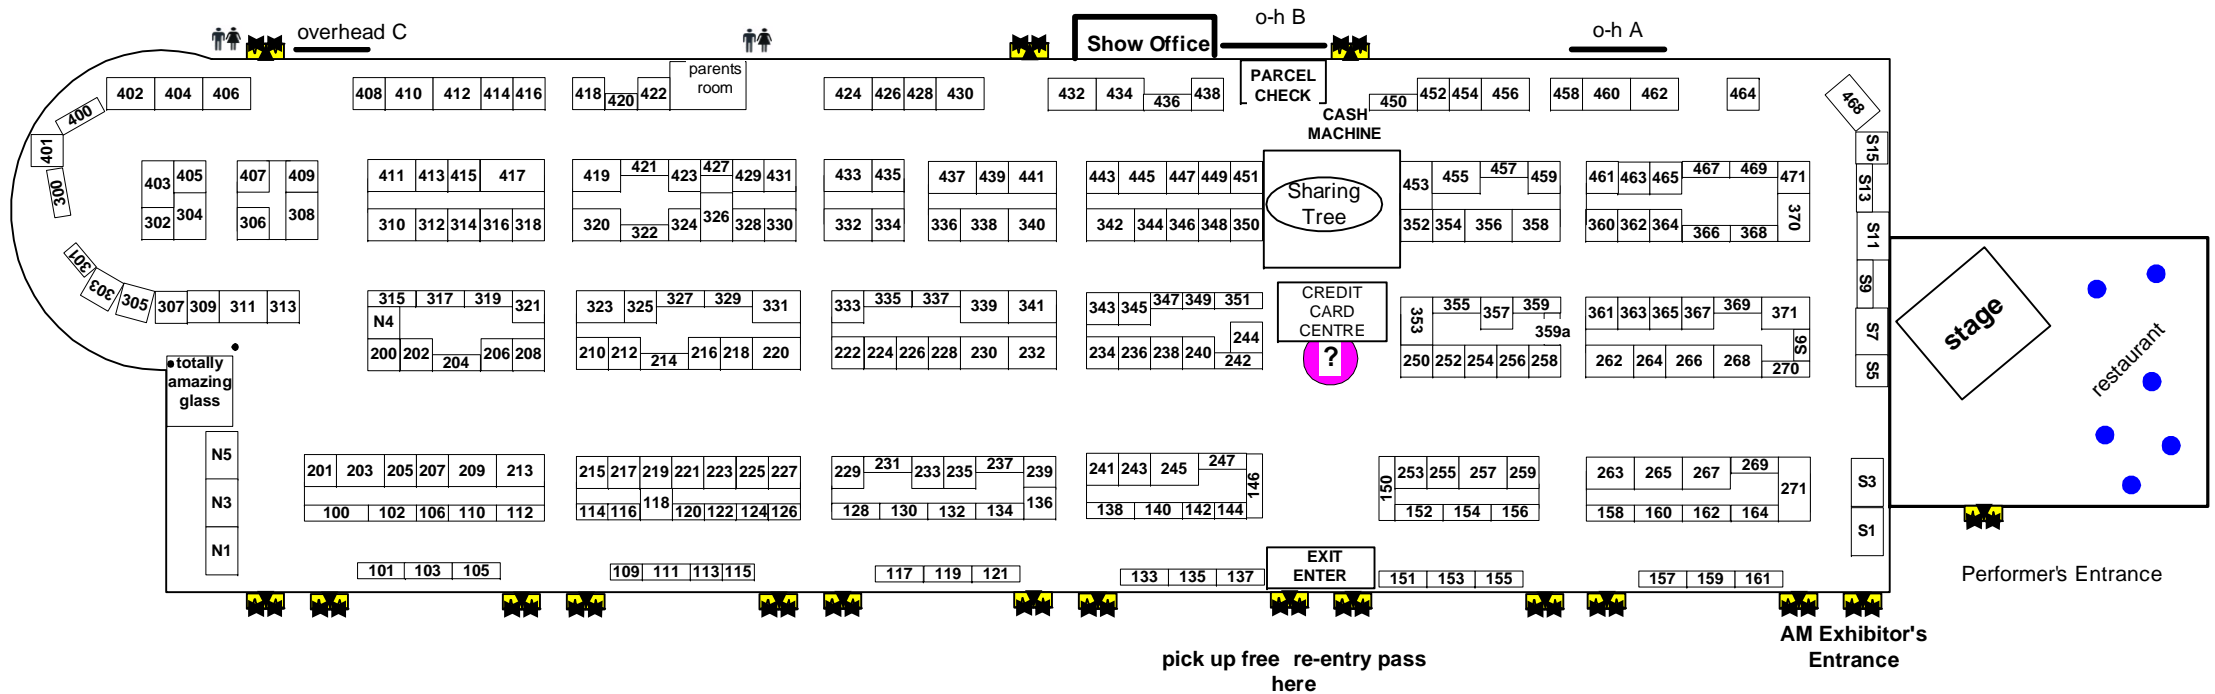 overhead C
Show Office
o-h B
o-h A
parents
room
PARCEL
CHECK
CASH
MACHINE
402 404 406
408 410 412 414 416
418 420 422
424 426 428 430
432 434 436 438
450 452 454 456
458 460 462
464
468
400
401
300
301
303
305
307 309 311 313
403 405
302 304
407 409
306 308
411 413 415 417
310 312 314 316 318
419 421 423 427 429 431
320 322 324 326 328 330
433 435
332 334
437 439 441
336 338 340
443 445 447 449 451
342 344 346 348 350
Sharing
Tree
453 455 457 459
352 354 356 358
461 463 465 467 469 471
360 362 364 366 368 370
S15
S13
S11
S9
S7
S5
315 317 319 321
N4
200 202 204 206 208
323 325 327 329 331
210 212 214 216 218 220
333 335 337 339 341
222 224 226 228 230 232
343 345 347 349 351
244
234 236 238 240 242
CREDIT
CARD
CENTRE
?
353 355 357 359
359a
250 252 254 256 258
361 363 365 367 369 371
S6
262 264 266 268 270
stage
restaurant
totally
amazing
glass
N5
N3
N1
201 203 205 207 209 213
100 102 106 110 112
215 217 219 221 223 225 227
114 116 118 120 122 124 126
229 231 233 235 237 239
128 130 132 134 136
241 243 245 247
146
138 140 142 144
150
253 255 257 259
152 154 156
263 265 267 269 271
158 160 162 164
S3
S1
101 103 105
109 111 113 115
117 119 121
133 135 137
EXIT
ENTER
151 153 155
157 159 161
Performer's Entrance
AM Exhibitor's
Entrance
pick up free re-entry pass
here